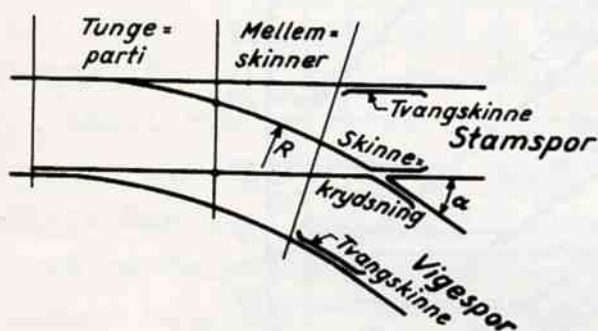 Tunge=
parti
Mellem=
skinner
Tvangskinne
Stamspor
R
Skinne=
krydsning
α
Tvangskinne
Vigespor